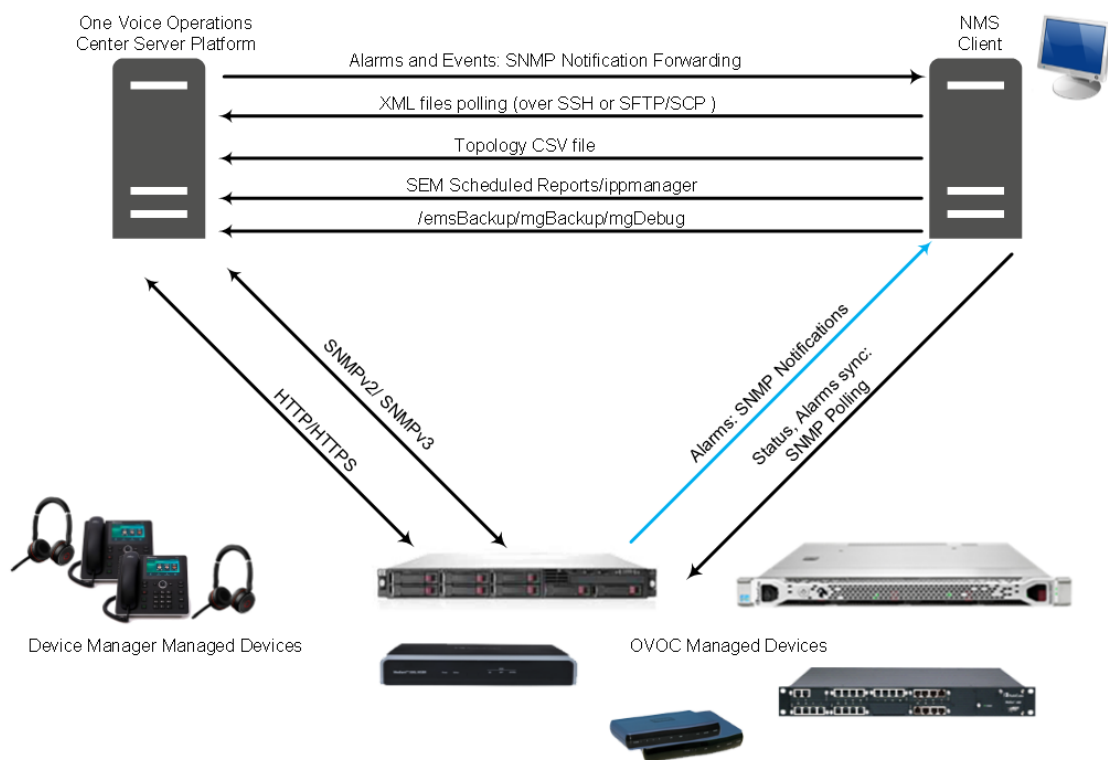 One Voice Operations
Center Server Platform
NMS
Client
Alarms and Events: SNMP Notification Forwarding
XML files polling (over SSH or SFTP/SCP )
Topology CSV file
SEM Scheduled Reports/ippmanager
/emsBackup/mgBackup/mgDebug
SNMPv2/ SNMPv3
HTTP/HTTPS
Alarms: SNMP Notifications
Status, Alarms sync:
SNMP Polling
Device Manager Managed Devices
OVOC Managed Devices